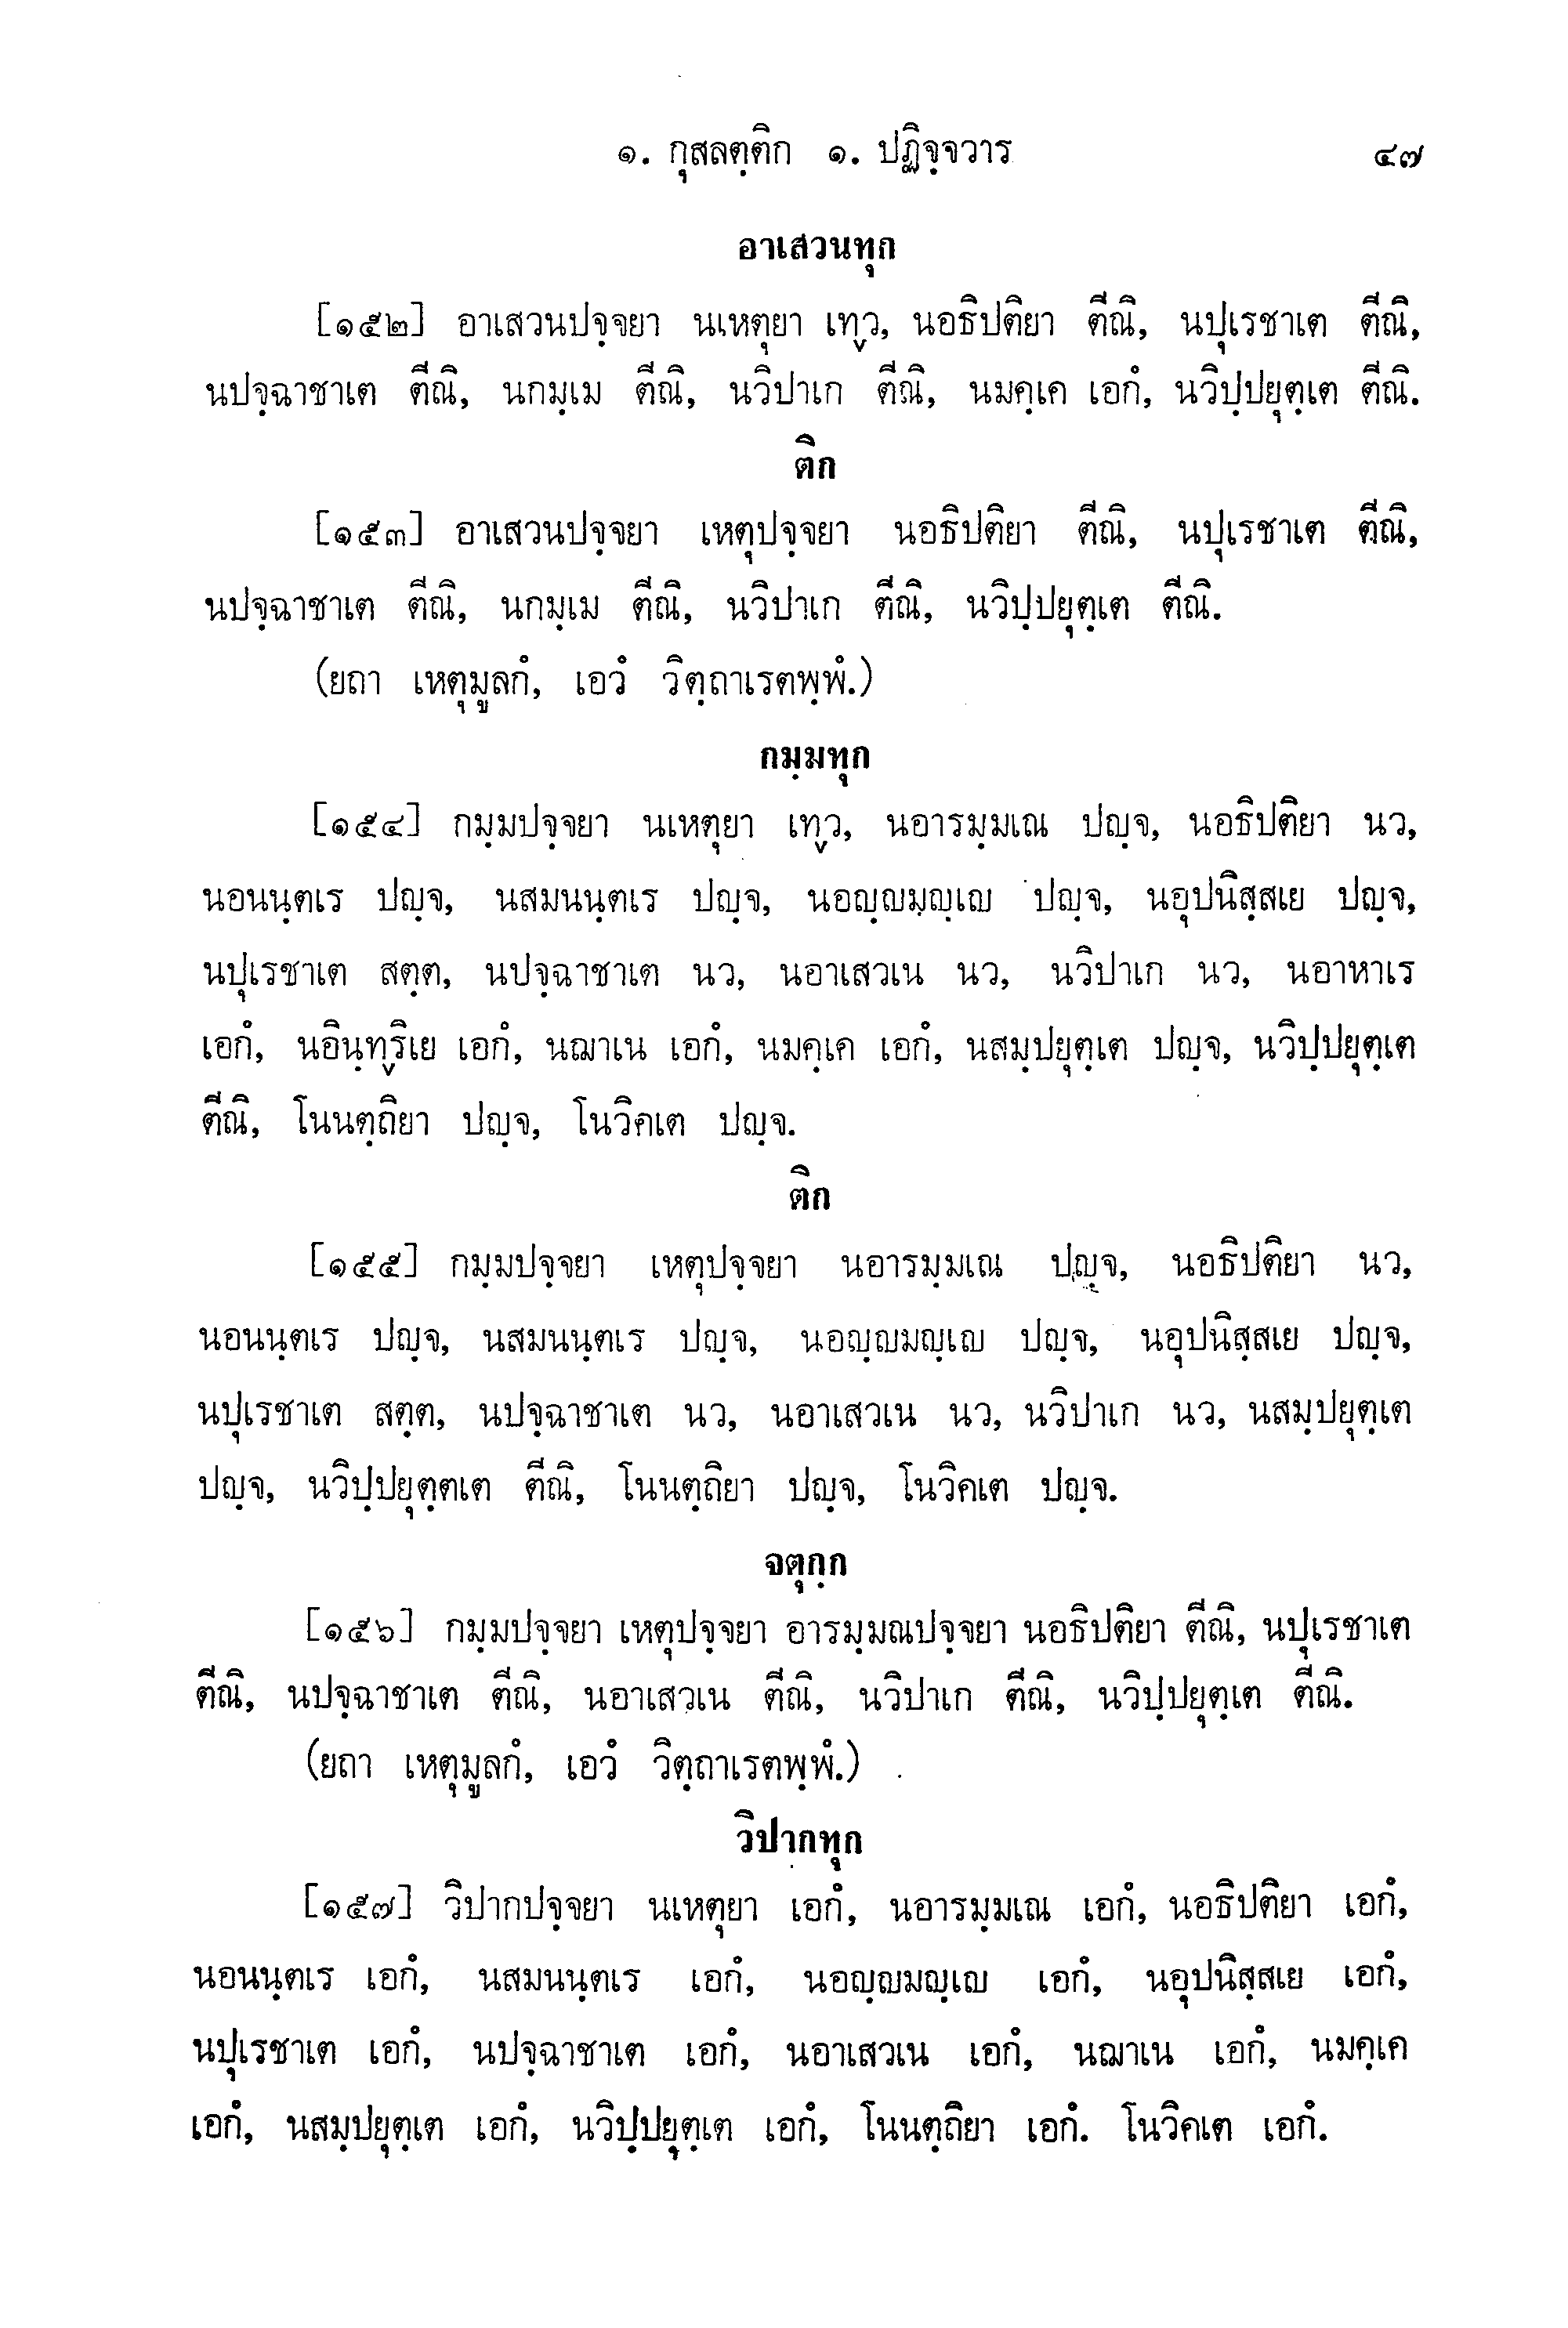 ๑. กุสลตฺติก ๑. ปฏิจฺจวาร ๔๗
อาเสวนทุก
[๑๕๒] อาเสวนปจฺจยา นเหตุยา เทฺว, นอธิปติยา ตีณิ, นปุเรชาเต ตีณิ,
นปจฺฉาชาเต ตีณิ, นกมฺเม ตีณิ, นวิปาเก ตีณิ, นมคฺเค เอกํ, นวิปฺปยุตฺเต ตีณิ.
ติก
[๑๕๓] อาเสวนปจฺจยา เหตุปจฺจยา นอธิปติยา ตีณิ, นปุเรชาเต ตีณิ,
นปจฺฉาชาเต ตีณิ, นกมฺเม ตีณิ, นวิปาเก ตีณิ, นวิปฺปยุตฺเต ตีณิ.
(ยถา เหตุมูลกํ, เอวํ วิตฺถาเรตพฺพํ.)
กมฺมทุก
[๑๕๔] กมฺมปจฺจยา นเหตุยา เทฺว, นอารมฺมเณ ปญฺจ, นอธิปติยา นว,
นอนนฺตเร ปญฺจ, นสมนนฺตเร ปญฺจ, นอญฺญมญฺเญ ปญฺจ, นอุปนิสฺสเย ปญฺจ,
นปุเรชาเต สตฺต, นปจฺฉาชาเต นว, นอาเสวเน นว, นวิปาเก นว, นอาหาเร
เอกํ, นอินฺทฺริเย เอกํ, นฌาเน เอกํ, นมคฺเค เอกํ, นสมฺปยุตฺเต ปญฺจ, นวิปฺปยุตฺเต
ตีณิ, โนนตฺถิยา ปญฺจ, โนวิคเต ปญฺจ.
ติก
[๑๕๕] กมฺมปจฺจยา เหตุปจฺจยา นอารมฺมเณ ปญฺจ, นอธิปติยา นว,
นอนนฺตเร ปญฺจ, นสมนนฺตเร ปญฺจ, นอญฺญมญฺเญ ปญฺจ, นอุปนิสฺสเย ปญฺจ,
นปุเรชาเต สตฺต, นปจฺฉาชาเต นว, นอาเสวเน นว, นวิปาเก นว, นสมฺปยุตฺเต
ปญฺจ, นวิปฺปยุตฺตเต ตีณิ, โนนตฺถิยา ปญฺจ, โนวิคเต ปญฺจ.
จตุกฺก
[๑๕๖] กมฺมปจฺจยา เหตุปจฺจยา อารมฺมณปจฺจยา นอธิปติยา ตีณิ, นปุเรชาเต
ตีณิ, นปจฺฉาชาเต ตีณิ, นอาเสวเน ตีณิ, นวิปาเก ตีณิ, นวิปฺปยุตฺเต ตีณิ.
(ยถา เหตุมูลกํ, เอวํ วิตฺถาเรตพฺพํ.)
วิปากทุก
[๑๕๗] วิปากปจฺจยา นเหตุยา เอกํ, นอารมฺมเณ เอกํ, นอธิปติยา เอกํ,
นอนนฺตเร เอกํ, นสมนนฺตเร เอกํ, นอญฺญมญฺเญ เอกํ, นอุปนิสฺสเย เอกํ,
นปุเรชาเต เอกํ, นปจฺฉาชาเต เอกํ, นอาเสวเน เอกํ, นฌาเน เอกํ, นมคฺเค
เอกํ, นสมฺปยุตฺเต เอกํ, นวิปฺปยุตฺเต เอกํ, โนนตฺถิยา เอกํ. โนวิคเต เอกํ.